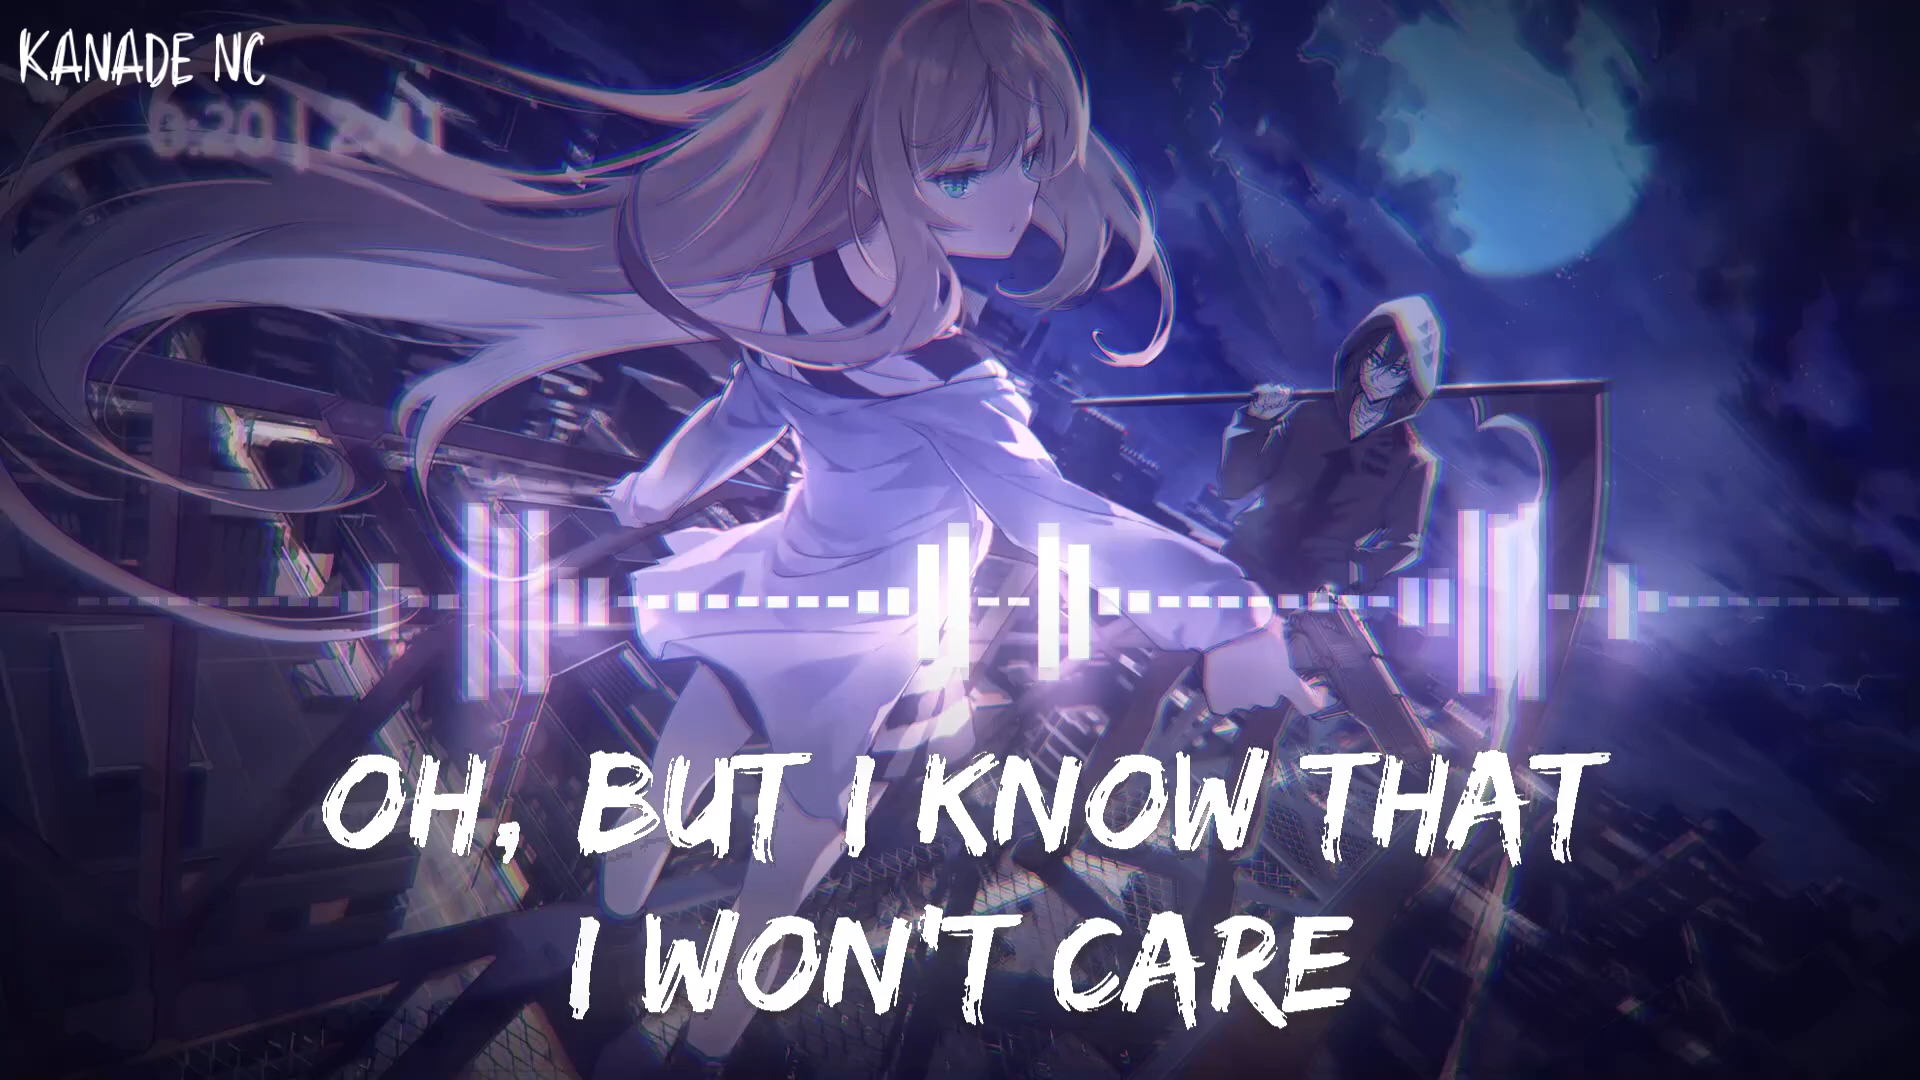 KANADE NC
OH, BUT I KNOW THAT
I WON'T CARE